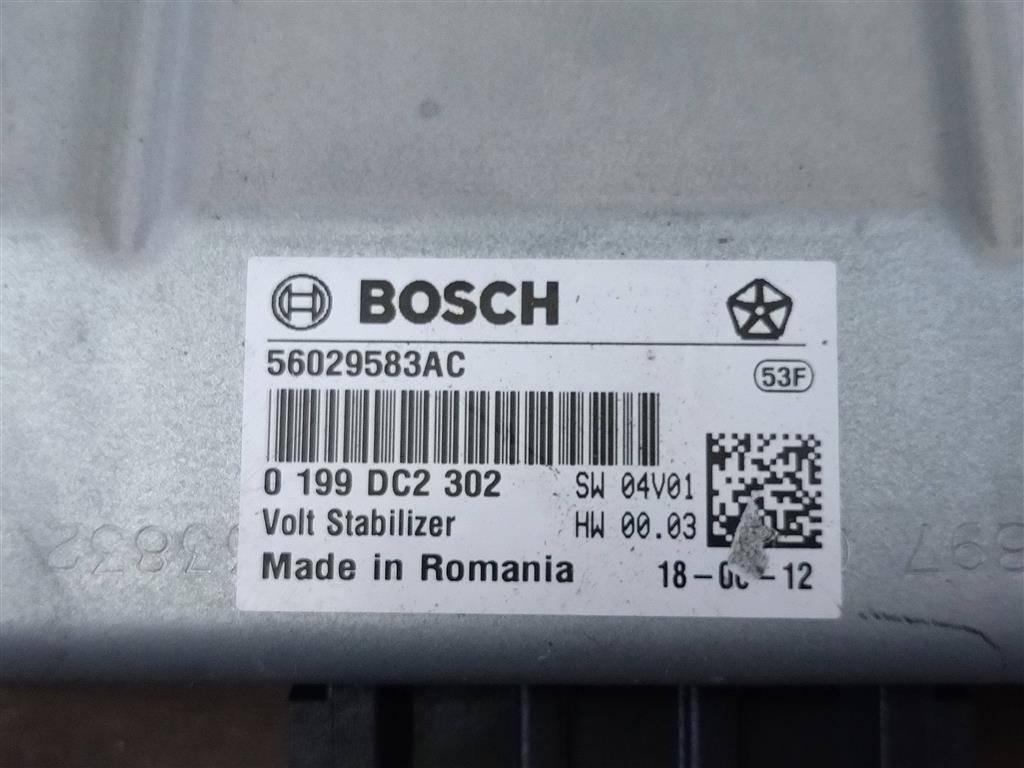 BOSCH
56029583AC
53F
0 199 DC2 302 SW 04V01
Volt Stabilizer HW 00.03
Made in Romania